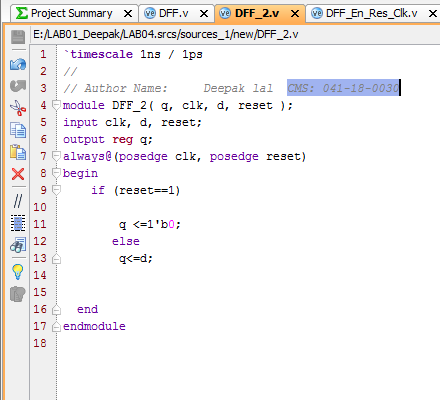 Project Summary × DFF.v × DFF_2.v × DFF_En_Res_Clk.v ×
E:/LAB01_Deepak/LAB04.srcs/sources_1/new/DFF_2.v
1 `timescale 1ns / 1ps
2 //
3 // Author Name: Deepak lal CMS: 041-18-0030
4 module DFF_2( q, clk, d, reset );
5 input clk, d, reset;
6 output reg q;
7 always@(posedge clk, posedge reset)
8 begin
9 if (reset==1)
10
11 q <=1'b0;
12 else
13 q<=d;
14
15
16 end
17 endmodule
18